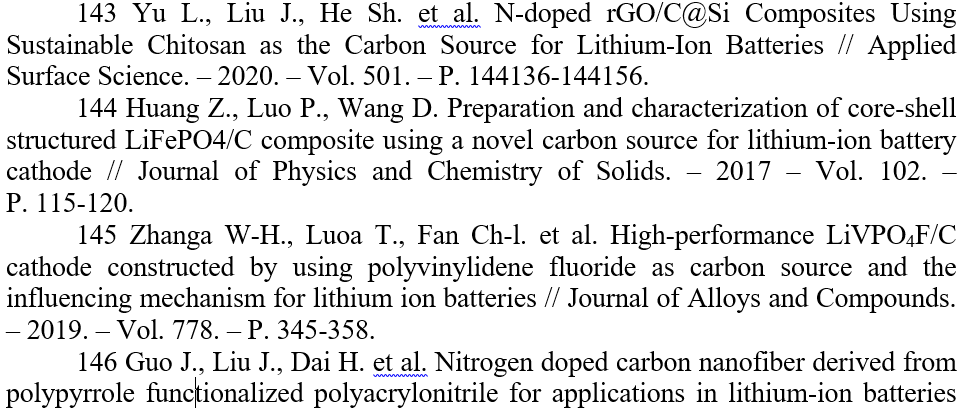 143 Yu L., Liu J., He Sh. et al. N-doped rGO/C@Si Composites Using
Sustainable Chitosan as the Carbon Source for Lithium-Ion Batteries // Applied
Surface Science. – 2020. – Vol. 501. – P. 144136-144156.
144 Huang Z., Luo P., Wang D. Preparation and characterization of core-shell
structured LiFePO4/C composite using a novel carbon source for lithium-ion battery
cathode // Journal of Physics and Chemistry of Solids. – 2017 – Vol. 102. –
P. 115-120.
145 Zhanga W-H., Luoa T., Fan Ch-l. et al. High-performance LiVPO₄F/C
cathode constructed by using polyvinylidene fluoride as carbon source and the
influencing mechanism for lithium ion batteries // Journal of Alloys and Compounds.
– 2019. – Vol. 778. – P. 345-358.
146 Guo J., Liu J., Dai H. et al. Nitrogen doped carbon nanofiber derived from
polypyrrole functionalized polyacrylonitrile for applications in lithium-ion batteries